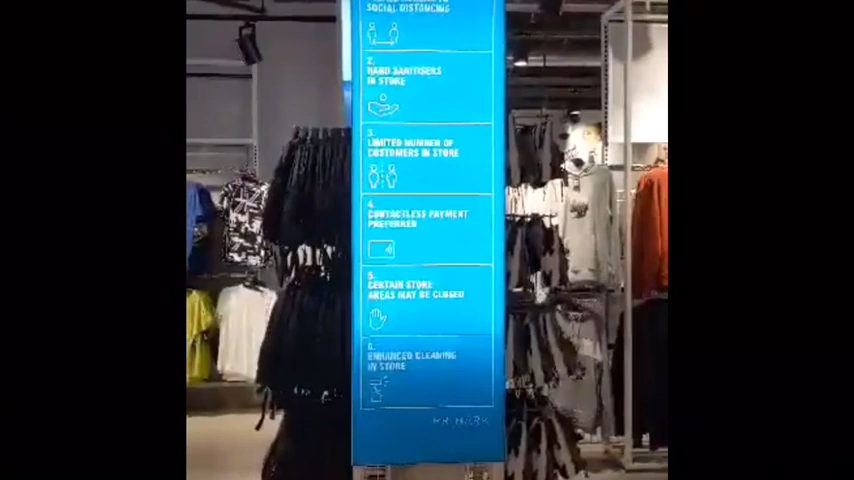 SOCIAL DISTANCING
2.
HAND SANITISERS
IN STORE
3.
LIMITED NUMBER OF
CUSTOMERS IN STORE
4.
CONTACTLESS PAYMENT
PREFERRED
5.
CERTAIN STORE
AREAS MAY BE CLOSED
6.
ENHANCED CLEANING
IN STORE
PRIMARK